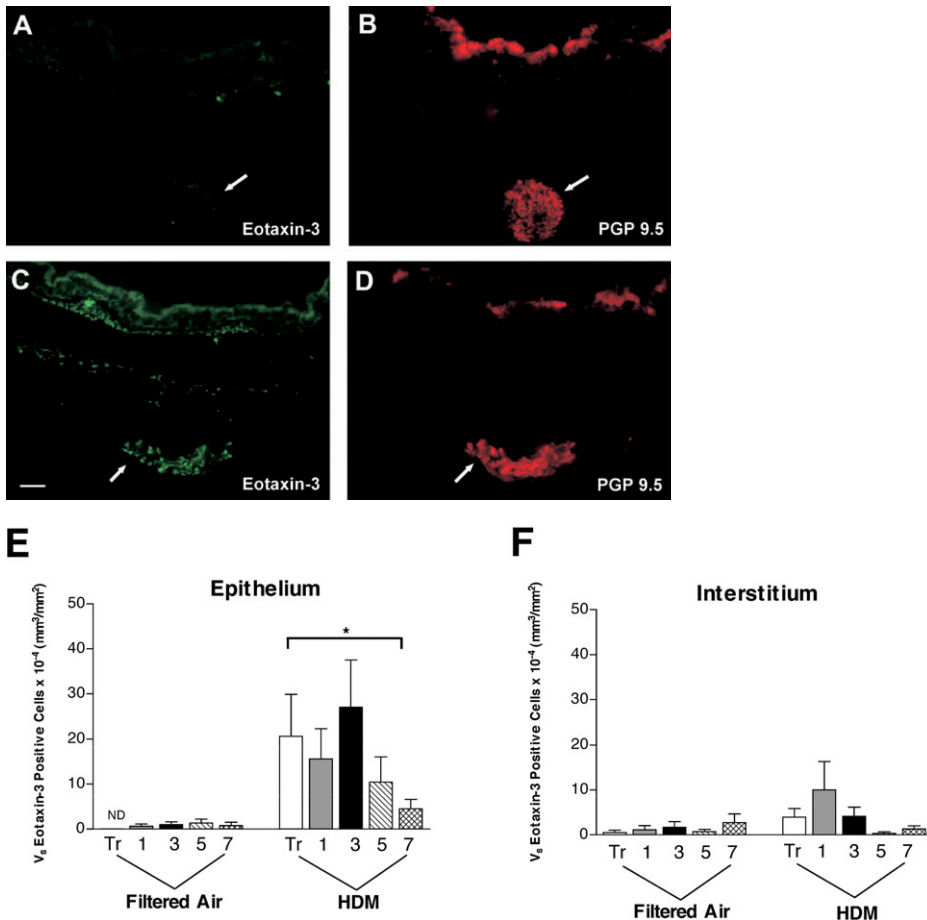 A
Eotaxin-3
B
PGP 9.5
C
Eotaxin-3
D
PGP 9.5
E
Epithelium
Vs Eotaxin-3 Positive Cells x 10⁻⁴ (mm³/mm²)
50
40
30
20
10
0
ND
*
Tr 1 3 5 7
Filtered Air
Tr 1 3 5 7
HDM
F
Interstitium
Vs Eotaxin-3 Positive Cells x 10⁻⁴ (mm³/mm²)
50
40
30
20
10
0
Tr 1 3 5 7
Filtered Air
Tr 1 3 5 7
HDM